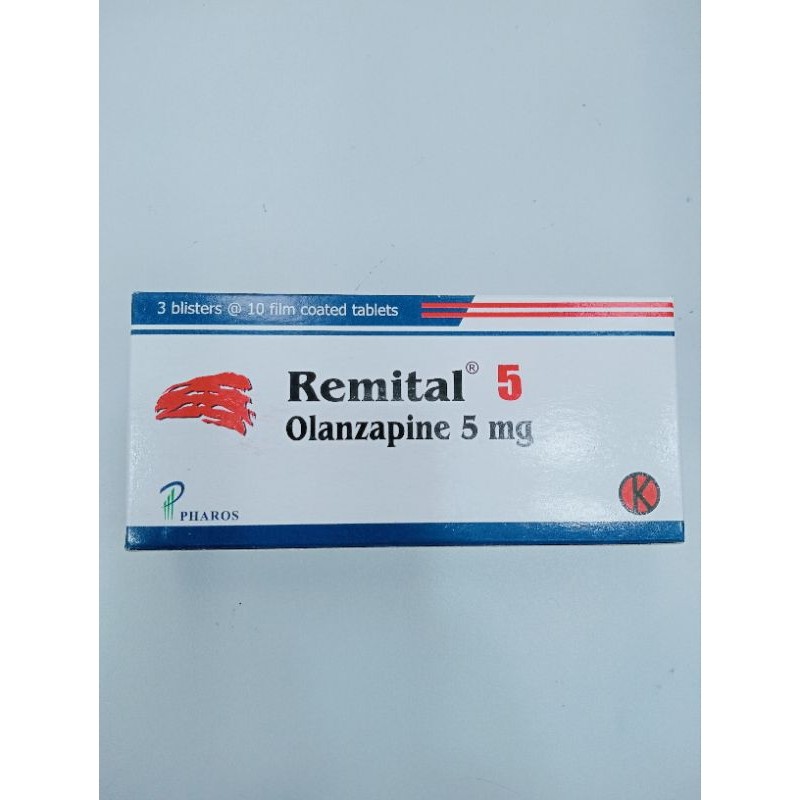 3 blisters @ 10 film coated tablets
Remital® 5
Olanzapine 5 mg
PHAROS
K